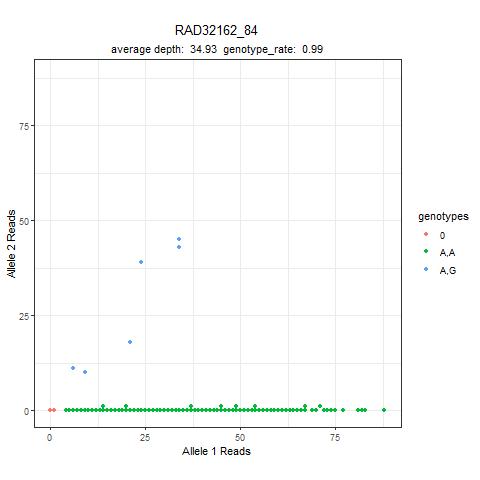 RAD32162_84
average depth: 34.93 genotype_rate: 0.99
75
50
25
0
Allele 2 Reads
0 25 50 75
Allele 1 Reads
genotypes
0
A,A
A,G